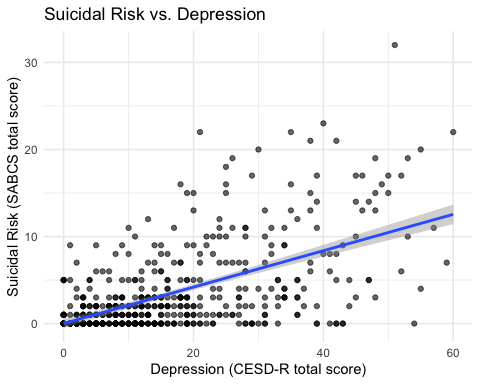 Suicidal Risk vs. Depression
Suicidal Risk (SABCS total score)
30
20
10
0
0 20 40 60
Depression (CESD-R total score)